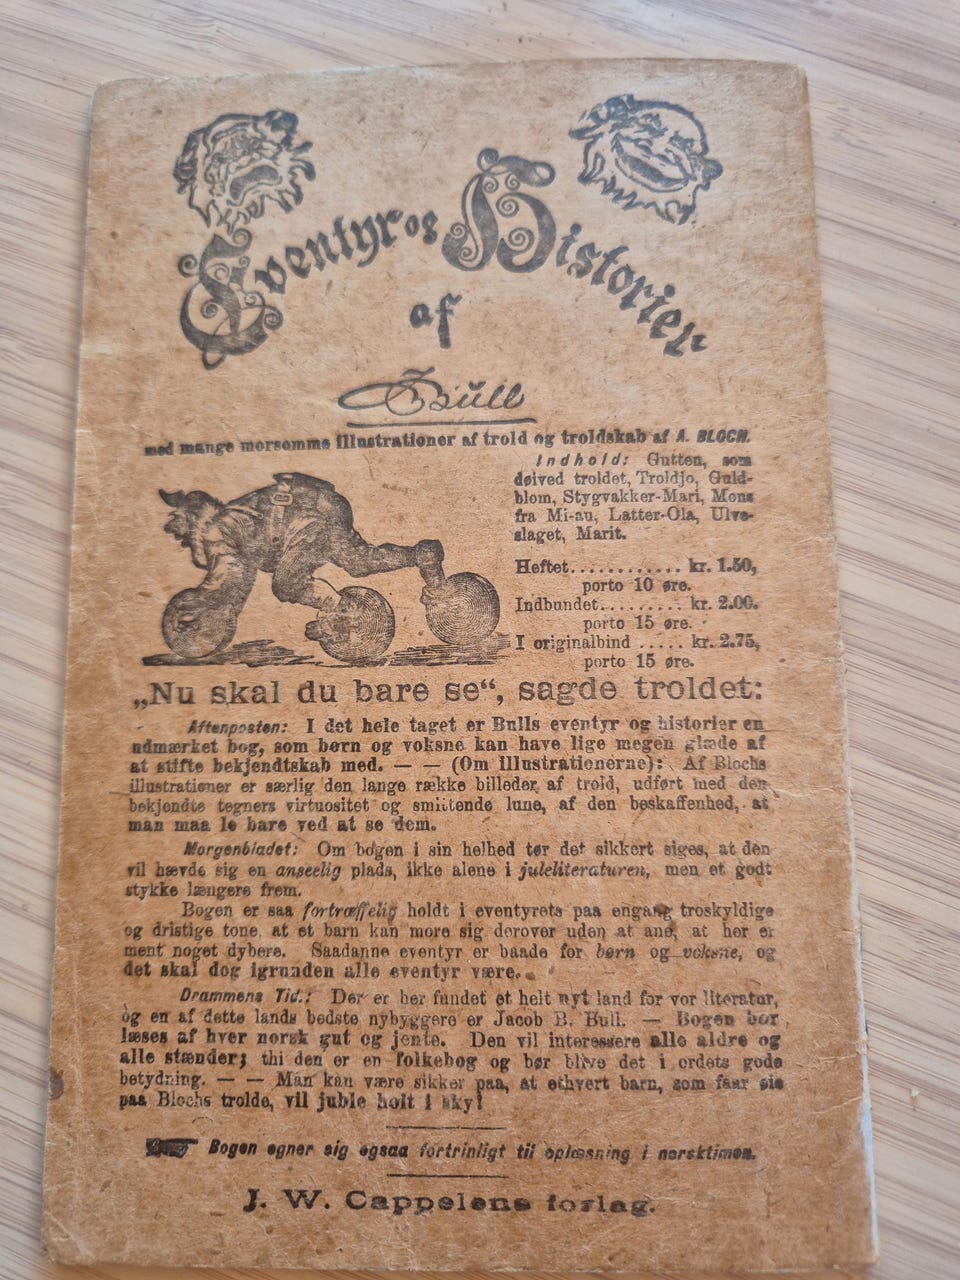 Eventyr og Historier
af
Bull
med mange morsomme illustrationer af trold og troldskab af A. BLOCH.
Indhold: Gutten, som
døived troldet, Troldjo, Guld-
blom, Stygvakker-Mari, Mons
fra Mi-au, Latter-Ola, Ulve-
slaget, Marit.
Heftet............ kr. 1.50,
porto 10 øre.
Indbundet......... kr. 2.00.
porto 15 øre.
I originalbind ..... kr. 2.75,
porto 15 øre.
„Nu skal du bare se“, sagde troldet:
Aftenposten: I det hele taget er Bulls eventyr og historier en
udmærket bog, som børn og voksne kan have lige megen glæde af
at stifte bekjendtskab med. — — (Om illustrationerne): Af Blochs
illustrationer er særlig den lange række billeder af trold, udført med den
bekjendte tegners virtuositet og smittende lune, af den beskaffenhed, at
man maa le bare ved at se dem.
Morgenbladet: Om bogen i sin helhed tør det sikkert siges, at den
vil hævde sig en anseelig plads, ikke alene i juleliteraturen, men et godt
stykke længere frem.
Bogen er saa fortræffelig holdt i eventyrets paa engang troskyldige
og dristige tone, at et barn kan more sig derover uden at ane, at her er
ment noget dybere. Saadanne eventyr er baade for børn og voksne, og
det skal dog igrunden alle eventyr være.
Drammens Tid.: Der er her fundet et helt nyt land for vor literatur,
og en af dette lands bedste nybyggere er Jacob B. Bull. — Bogen bør
læses af hver norsk gut og jente. Den vil interessere alle aldre og
alle stænder; thi den er en folkebog og bør blive det i ordets gode
betydning. — — Man kan være sikker paa, at ethvert barn, som faar øie
paa Blochs trolde, vil juble høit i sky!
Bogen egner sig ogsaa fortrinligt til oplæsning i norsktimen.
J. W. Cappelens forlag.